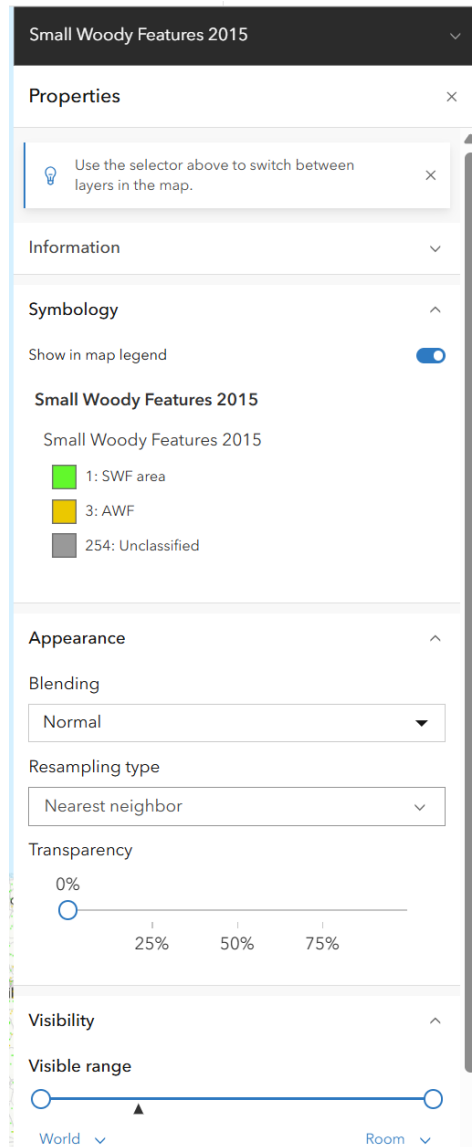 Small Woody Features 2015
Properties
Use the selector above to switch between
layers in the map.
Information
Symbology
Show in map legend
Small Woody Features 2015
Small Woody Features 2015
1: SWF area
3: AWF
254: Unclassified
Appearance
Blending
Normal
Resampling type
Nearest neighbor
Transparency
0%
25% 50% 75%
Visibility
Visible range
World Room